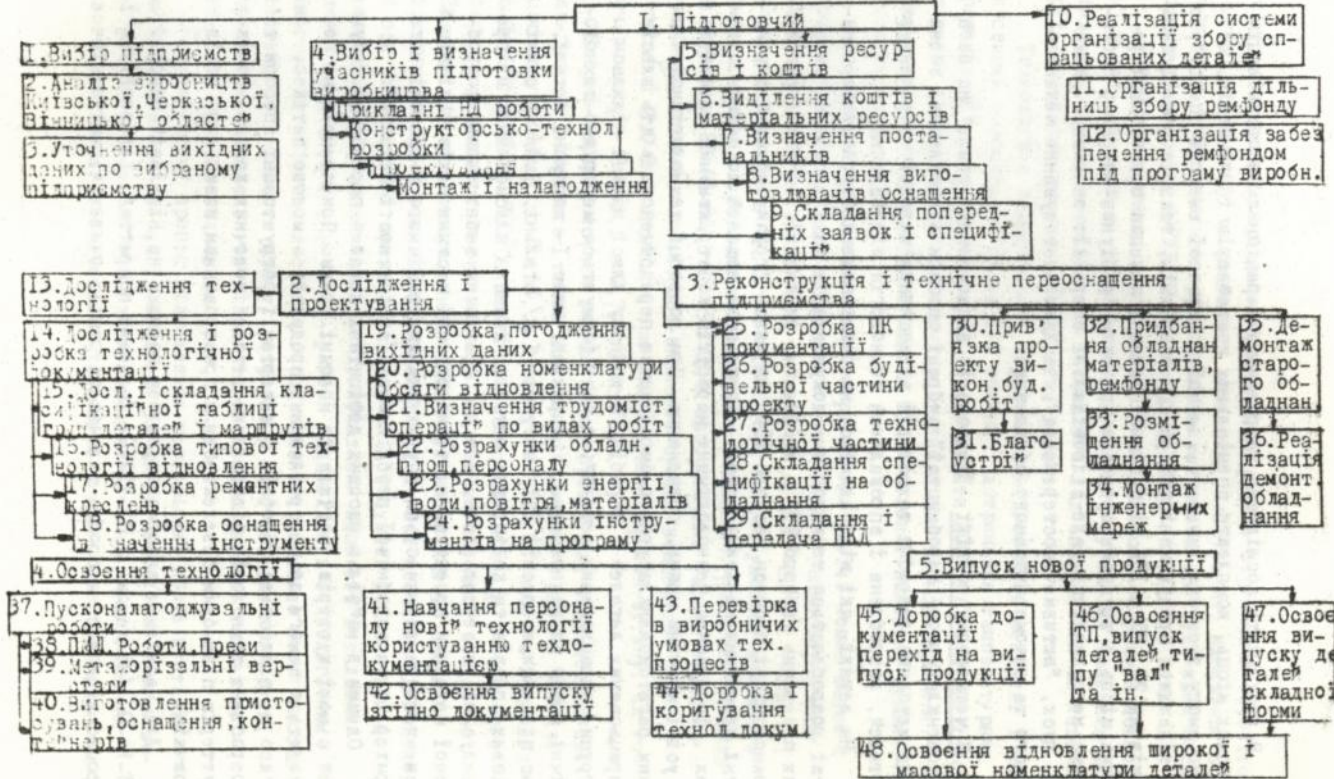 1. Підготовчий
1.Вибір підприємств
2.Аналіз виробництв
Київської,Черкаської,
Вінницької областей
3.Уточнення вихідних
даних по вибраному
підприємству
4.Вибір і визначення
учасників підготовки
виробництва
Прикладні НД роботи
Конструкторсько-технол.
розробки
Проектування
Монтаж і налагодження
5.Визначення ресур-
сів і коштів
6.Виділення коштів і
матеріальних ресурсів
7.Визначення поста-
чальників
8.Визначення виго-
товлювачів оснащення
9.Складання поперед-
ніх заявок і специфі-
кацій
10.Реалізація системи
організації збору сп-
рацьованих деталей
11.Організація діль-
ниць збору ремфонду
12.Організація забез
печення ремфондом
під програму виробн.
13.Дослідження тех-
нології
14.Дослідження і роз-
робка технологічної
документації
15.Досл.і складання кла-
сифікаційної таблиці
груп деталей і маршрутів
16.Розробка типової тех-
нології відновлення
17.Розробка ремонтних
креслень
18.Розробка оснащення,
визначення інструменту
2.Дослідження і
проектування
19.Розробка,погодження
вихідних даних
20.Розробка номенклатури.
Обсяги відновлення
21.Визначення трудоміст.
операцій по видах робіт
22.Розрахунки обладн.
площ,персоналу
23.Розрахунки енергії,
води,повітря,матеріалів
24.Розрахунки інстру-
ментів на програму
25.Розробка ПК
документації
26.Розробка буді-
вельної частини
проекту
27.Розробка техно-
логічної частини
28.Складання спе-
цифікації на об-
ладнання
29.Складання і
передача ПКД
3.Реконструкція і технічне переоснащення
підприємства
30.Прив'
язка про-
екту ви-
кон.буд.
робіт
31.Благо-
устрій
32.Придбан-
ня обладнан
матеріалів,
ремфонду
33.Розмі-
щення об-
ладнання
34.Монтаж
інженерних
мереж
35.Де-
монтаж
старо-
го об-
ладнан.
36.Реа-
лізація
демонт.
облад-
нання
4.Освоєння технології
37.Пусконалагоджувальні
роботи
38.ПМД.Роботи.Преси
39.Металорізальні вер-
стати
40.Виготовлення присто-
сувань,оснащення,кон-
тейнерів
41.Навчання персона-
лу новій технології
користуванню техдо-
кументацією
42.Освоєння випуску
згідно документації
43.Перевірка
в виробничих
умовах тех.
процесів
44.Доробка і
коригування
технол.докум.
5.Випуск нової продукції
45.Доробка до-
кументації
перехід на ви-
пуск продукції
46.Освоєння
ТП,випуск
деталей ти-
пу "вал"
та ін.
47.Освоє
ння ви-
пуску де
талей
складної
форми
48.Освоєння відновлення широкої і
масової номенклатури деталей